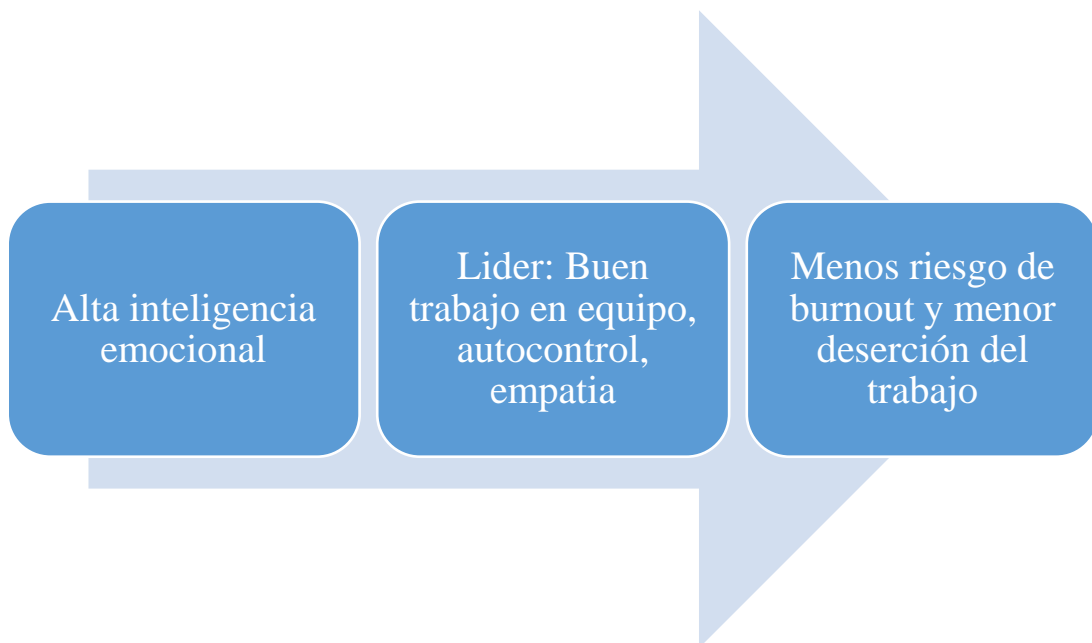 Alta inteligencia
emocional
Lider: Buen
trabajo en equipo,
autocontrol,
empatia
Menos riesgo de
burnout y menor
deserción del
trabajo